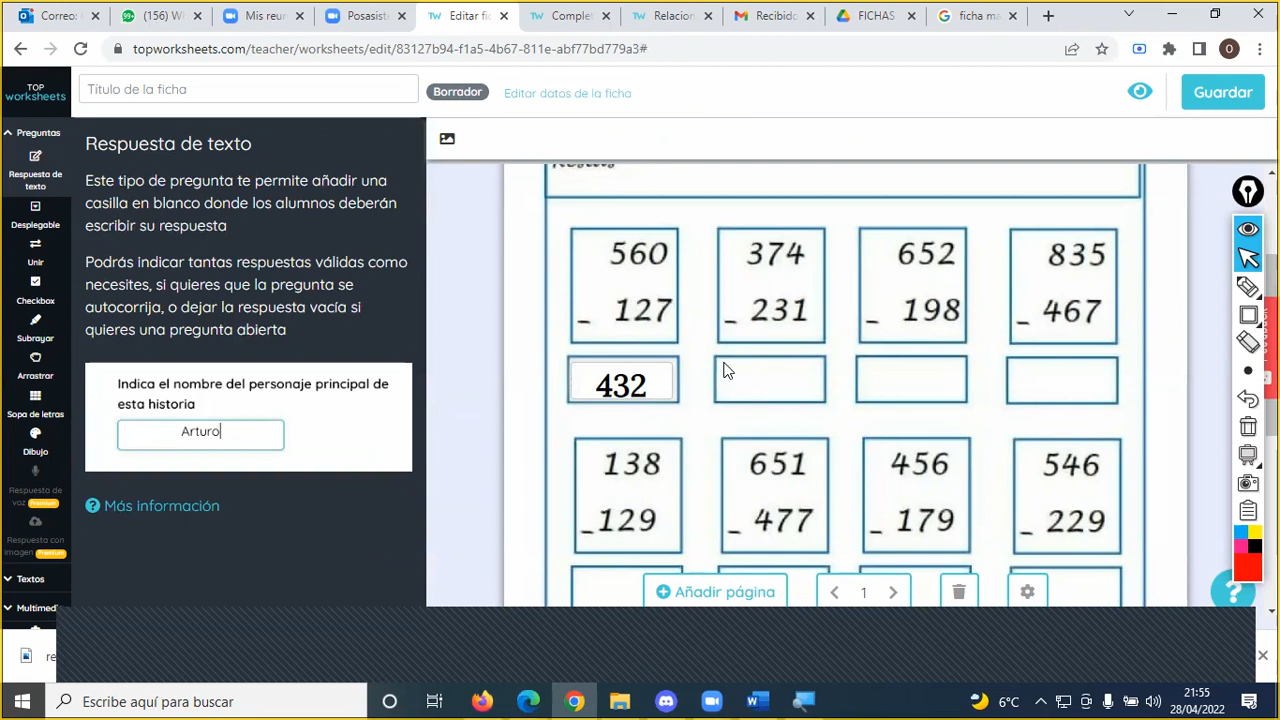 Correo:
(156) W
Mis reur
Posasiste
Editar fic
Complet
Relacion
Recibido
FICHAS
ficha ma
topworksheets.com/teacher/worksheets/edit/83127b94-f1a5-4b67-811e-abf77bd779a3#
O
TOP
worksheets
Título de la ficha
Borrador
Editar datos de la ficha
Guardar
Preguntas
Respuesta de
texto
Desplegable
Unir
Checkbox
Subrayar
Arrastrar
Sopa de letras
Dibujo
Respuesta de
voz Premium
Respuesta con
imagen Premium
Textos
Multimed
Respuesta de texto
Este tipo de pregunta te permite añadir una
casilla en blanco donde los alumnos deberán
escribir su respuesta
Podrás indicar tantas respuestas válidas como
necesites, si quieres que la pregunta se
autocorrija, o dejar la respuesta vacía si
quieres una pregunta abierta
Indica el nombre del personaje principal de
esta historia
Arturo
Más información
560 374 652 835
_ 127 _ 231 _ 198 _ 467
432
138 651 456 546
_129 _ 477 _ 179 _ 229
Añadir página
1
?
re
Escribe aquí para buscar
6°C
21:55
28/04/2022